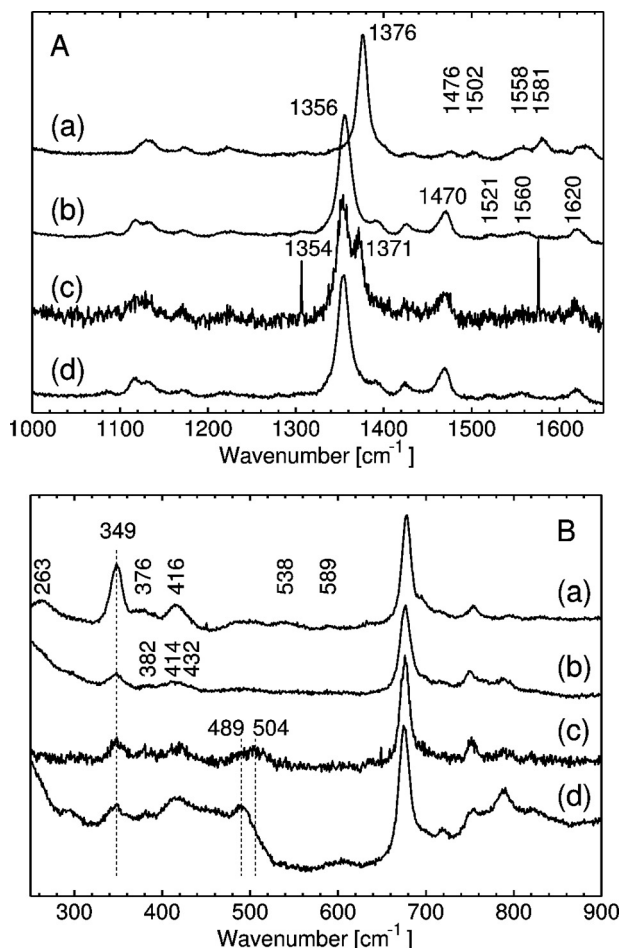 A
1376
1356
1476
1502
1558
1581
(a)
(b)
1470
1521
1560
1620
1354
1371
(c)
(d)
1000 1100 1200 1300 1400 1500 1600
Wavenumber [cm-1]
B
349
263
376
416
538
589
(a)
382
414
432
(b)
489
504
(c)
(d)
300 400 500 600 700 800 900
Wavenumber [cm-1]